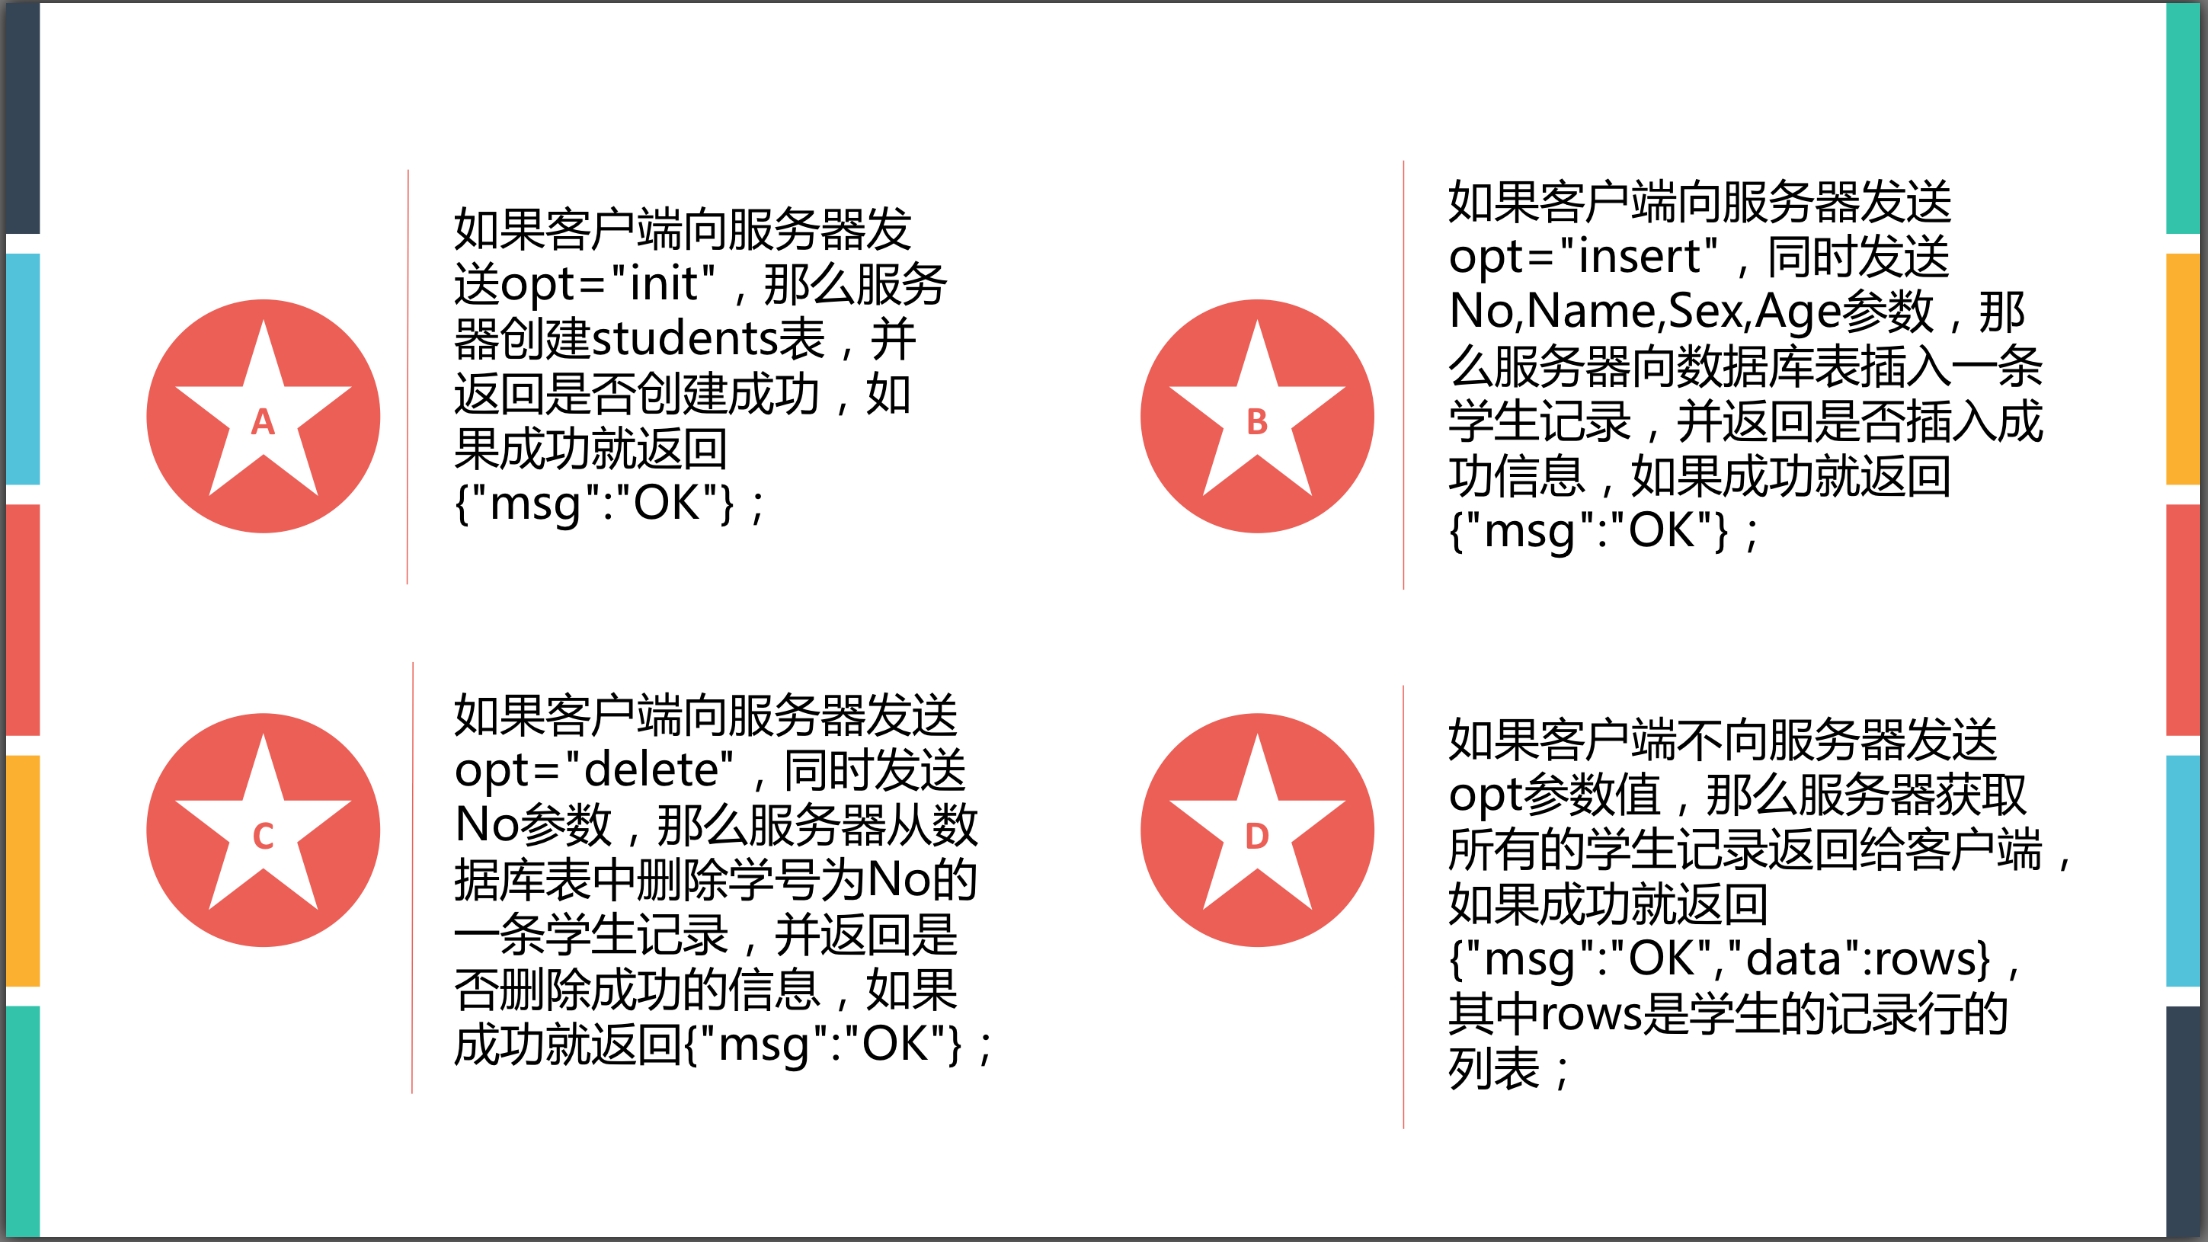 A
如果客户端向服务器发
送opt="init"，那么服务
器创建students表，并
返回是否创建成功，如
果成功就返回
{"msg":"OK"}；
B
如果客户端向服务器发送
opt="insert"，同时发送
No,Name,Sex,Age参数，那
么服务器向数据库表插入一条
学生记录，并返回是否插入成
功信息，如果成功就返回
{"msg":"OK"}；
C
如果客户端向服务器发送
opt="delete"，同时发送
No参数，那么服务器从数
据库表中删除学号为No的
一条学生记录，并返回是
否删除成功的信息，如果
成功就返回{"msg":"OK"}；
D
如果客户端不向服务器发送
opt参数值，那么服务器获取
所有的学生记录返回给客户端，
如果成功就返回
{"msg":"OK","data":rows}，
其中rows是学生的记录行的
列表；